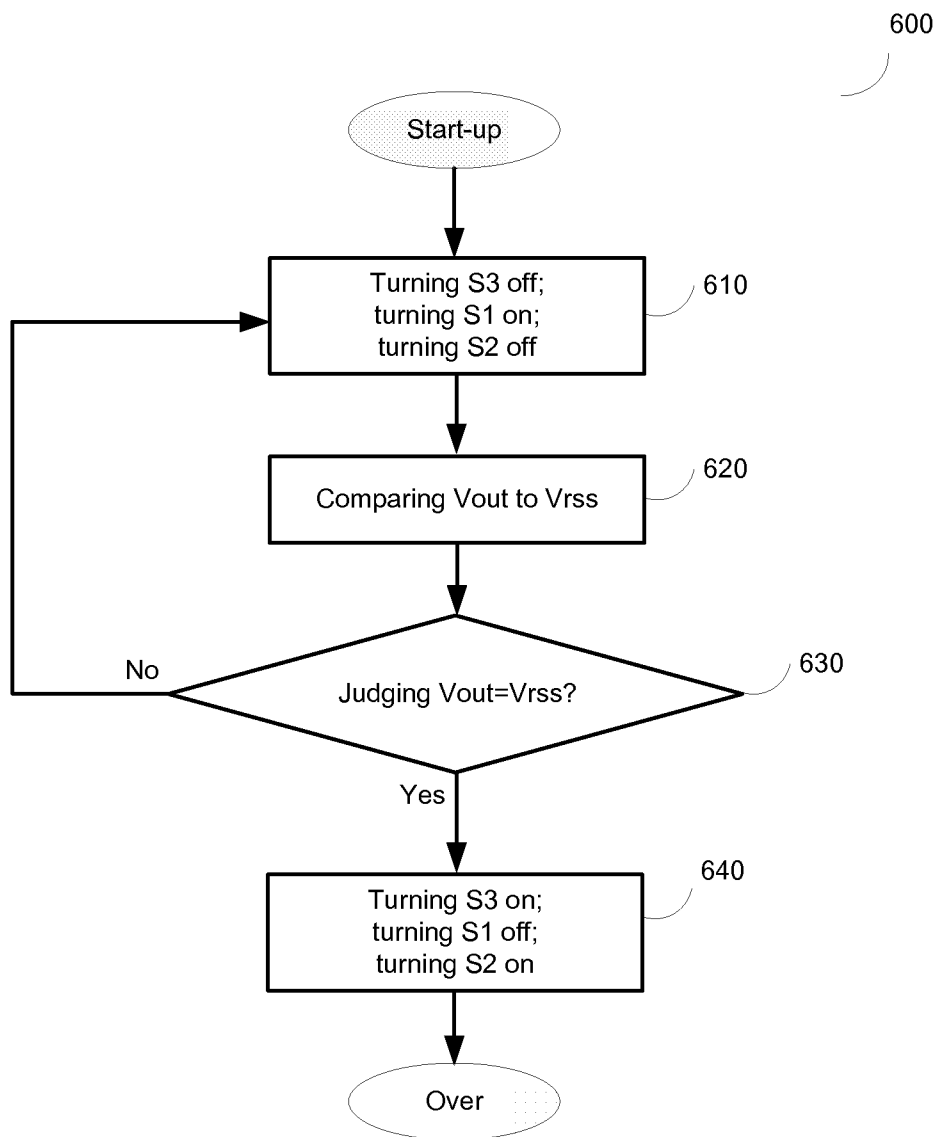 600
Start-up
Turning S3 off;
turning S1 on;
turning S2 off
610
Comparing Vout to Vrss
620
Judging Vout=Vrss?
630
No
Yes
Turning S3 on;
turning S1 off;
turning S2 on
640
Over